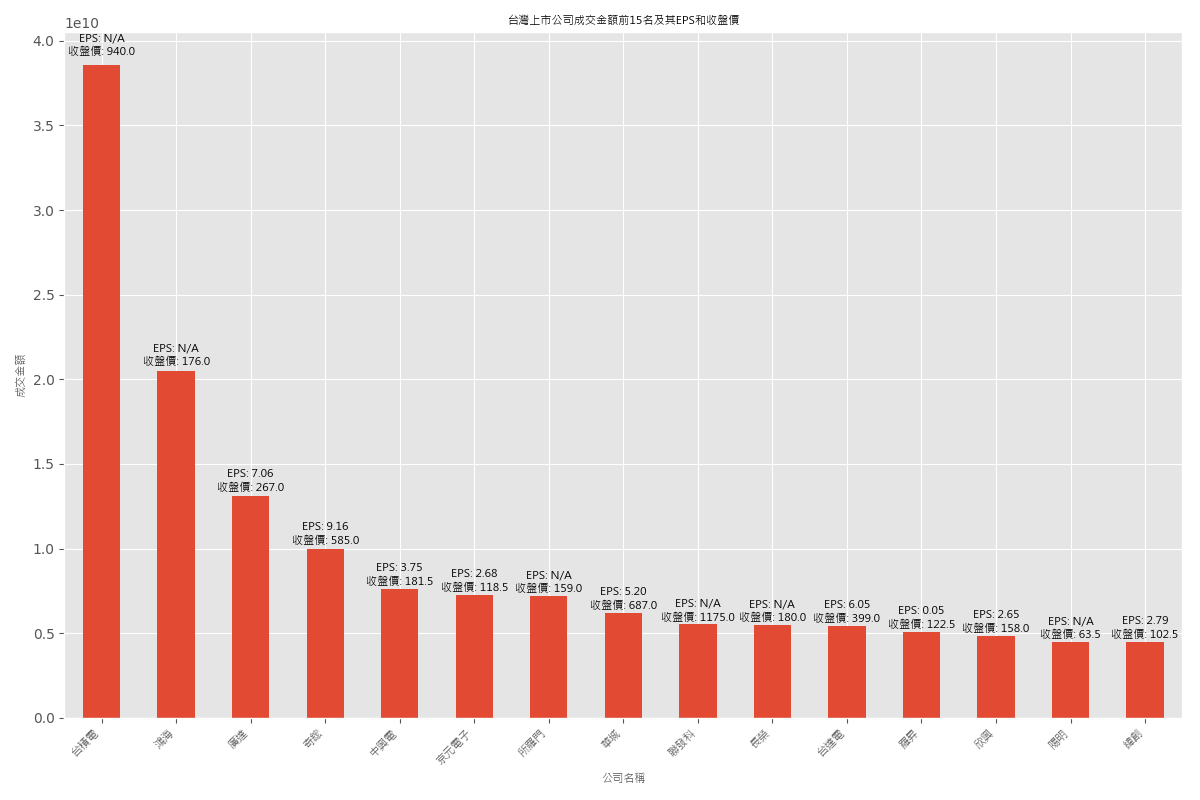 台灣上市公司成交金額前15名及其EPS和收盤價
1e10
4.0
3.5
3.0
2.5
2.0
1.5
1.0
0.5
0.0
成交金額
EPS: N/A
收盤價: 940.0
EPS: N/A
收盤價: 176.0
EPS: 7.06
收盤價: 267.0
EPS: 9.16
收盤價: 585.0
EPS: 3.75
收盤價: 181.5
EPS: 2.68
收盤價: 118.5
EPS: N/A
收盤價: 159.0
EPS: 5.20
收盤價: 687.0
EPS: N/A
收盤價: 1175.0
EPS: N/A
收盤價: 180.0
EPS: 6.05
收盤價: 399.0
EPS: 0.05
收盤價: 122.5
EPS: 2.65
收盤價: 158.0
EPS: N/A
收盤價: 63.5
EPS: 2.79
收盤價: 102.5
台積電
鴻海
廣達
奇鋐
中興電
京元電子
所羅門
華城
聯發科
長榮
台達電
羅昇
欣興
陽明
緯創
公司名稱